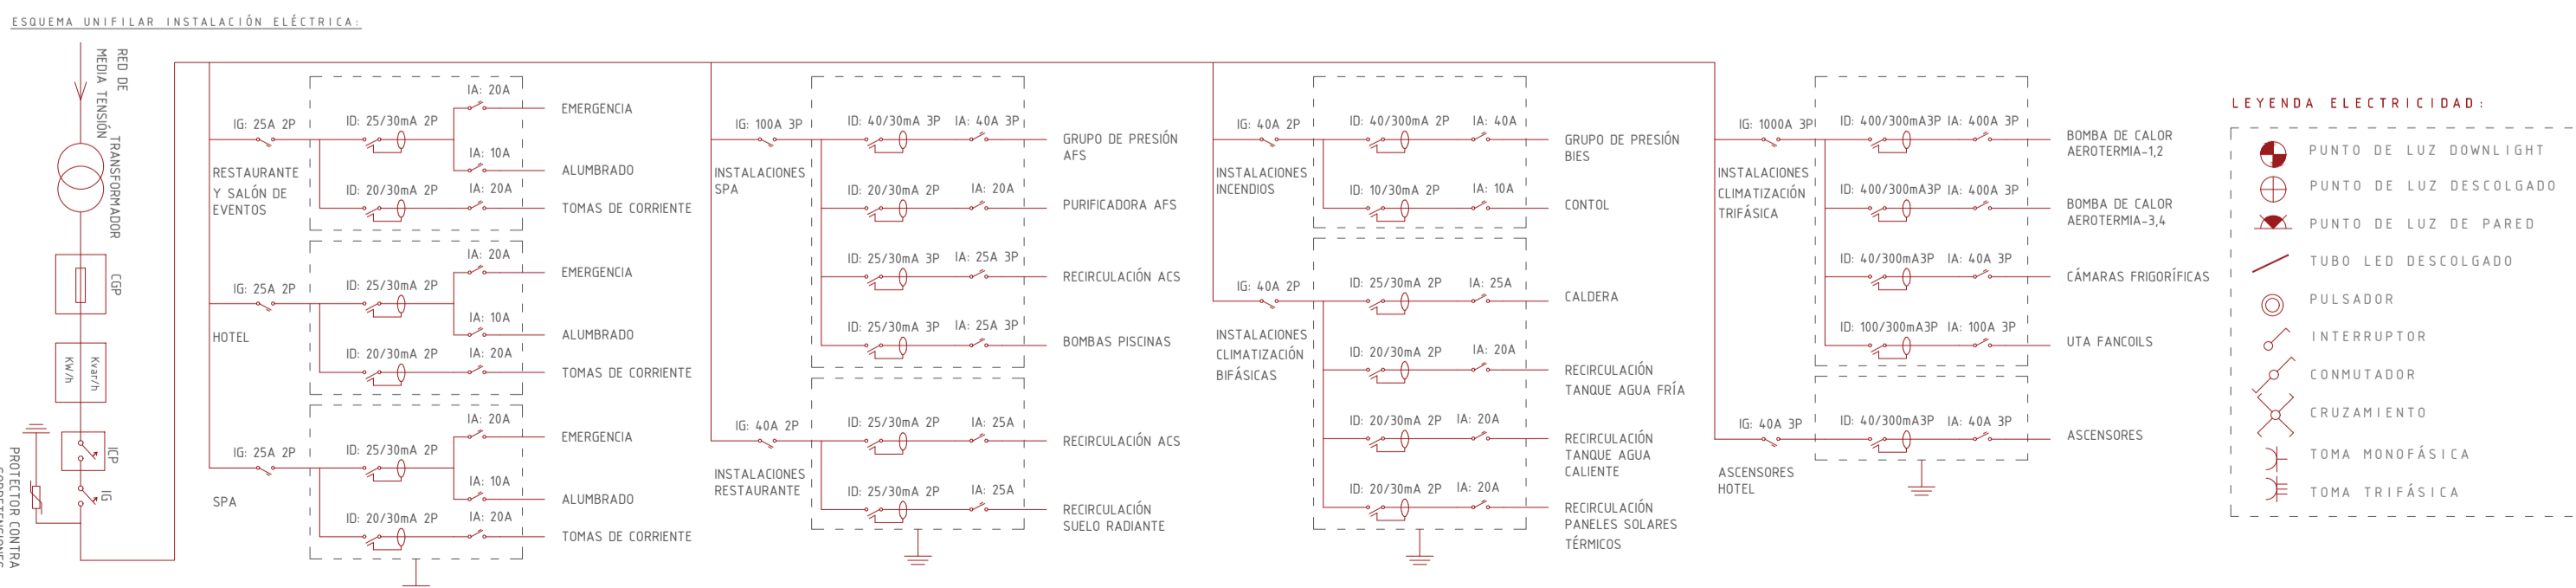 ESQUEMA UNIFILAR INSTALACIÓN ELÉCTRICA:
RED DE
MEDIA TENSIÓN
TRANSFORMADOR
CGP
Kvar/h
KW/h
ICP
IG
PROTECTOR CONTRA
IG: 25A 2P
RESTAURANTE
Y SALÓN DE
EVENTOS
ID: 25/30mA 2P
IA: 20A
EMERGENCIA
IA: 10A
ALUMBRADO
ID: 20/30mA 2P
IA: 20A
TOMAS DE CORRIENTE
IG: 25A 2P
HOTEL
ID: 25/30mA 2P
IA: 20A
EMERGENCIA
IA: 10A
ALUMBRADO
ID: 20/30mA 2P
IA: 20A
TOMAS DE CORRIENTE
IG: 25A 2P
SPA
ID: 25/30mA 2P
IA: 20A
EMERGENCIA
IA: 10A
ALUMBRADO
ID: 20/30mA 2P
IA: 20A
TOMAS DE CORRIENTE
IG: 100A 3P
INSTALACIONES
SPA
ID: 40/30mA 3P
IA: 40A 3P
GRUPO DE PRESIÓN
AFS
ID: 20/30mA 2P
IA: 20A
PURIFICADORA AFS
ID: 25/30mA 3P
IA: 25A 3P
RECIRCULACIÓN ACS
ID: 25/30mA 3P
IA: 25A 3P
BOMBAS PISCINAS
IG: 40A 2P
INSTALACIONES
RESTAURANTE
ID: 25/30mA 2P
IA: 25A
RECIRCULACIÓN ACS
ID: 25/30mA 2P
IA: 25A
RECIRCULACIÓN
SUELO RADIANTE
IG: 40A 2P
INSTALACIONES
INCENDIOS
ID: 40/300mA 2P
IA: 40A
GRUPO DE PRESIÓN
BIES
ID: 10/30mA 2P
IA: 10A
CONTOL
IG: 40A 2P
INSTALACIONES
CLIMATIZACIÓN
BIFÁSICAS
ID: 25/30mA 2P
IA: 25A
CALDERA
ID: 20/30mA 2P
IA: 20A
RECIRCULACIÓN
TANQUE AGUA FRÍA
ID: 20/30mA 2P
IA: 20A
RECIRCULACIÓN
TANQUE AGUA
CALIENTE
ID: 20/30mA 2P
IA: 20A
RECIRCULACIÓN
PANELES SOLARES
TÉRMICOS
IG: 1000A 3P
INSTALACIONES
CLIMATIZACIÓN
TRIFÁSICA
ID: 400/300mA3P
IA: 400A 3P
BOMBA DE CALOR
AEROTERMIA-1,2
ID: 400/300mA3P
IA: 400A 3P
BOMBA DE CALOR
AEROTERMIA-3,4
ID: 40/300mA3P
IA: 40A 3P
CÁMARAS FRIGORÍFICAS
ID: 100/300mA3P
IA: 100A 3P
UTA FANCOILS
IG: 40A 3P
ASCENSORES
HOTEL
ID: 40/300mA3P
IA: 40A 3P
ASCENSORES
LEYENDA ELECTRICIDAD:
PUNTO DE LUZ DOWNLIGHT
PUNTO DE LUZ DESCOLGADO
PUNTO DE LUZ DE PARED
TUBO LED DESCOLGADO
PULSADOR
INTERRUPTOR
CONMUTADOR
CRUZAMIENTO
TOMA MONOFÁSICA
TOMA TRIFÁSICA